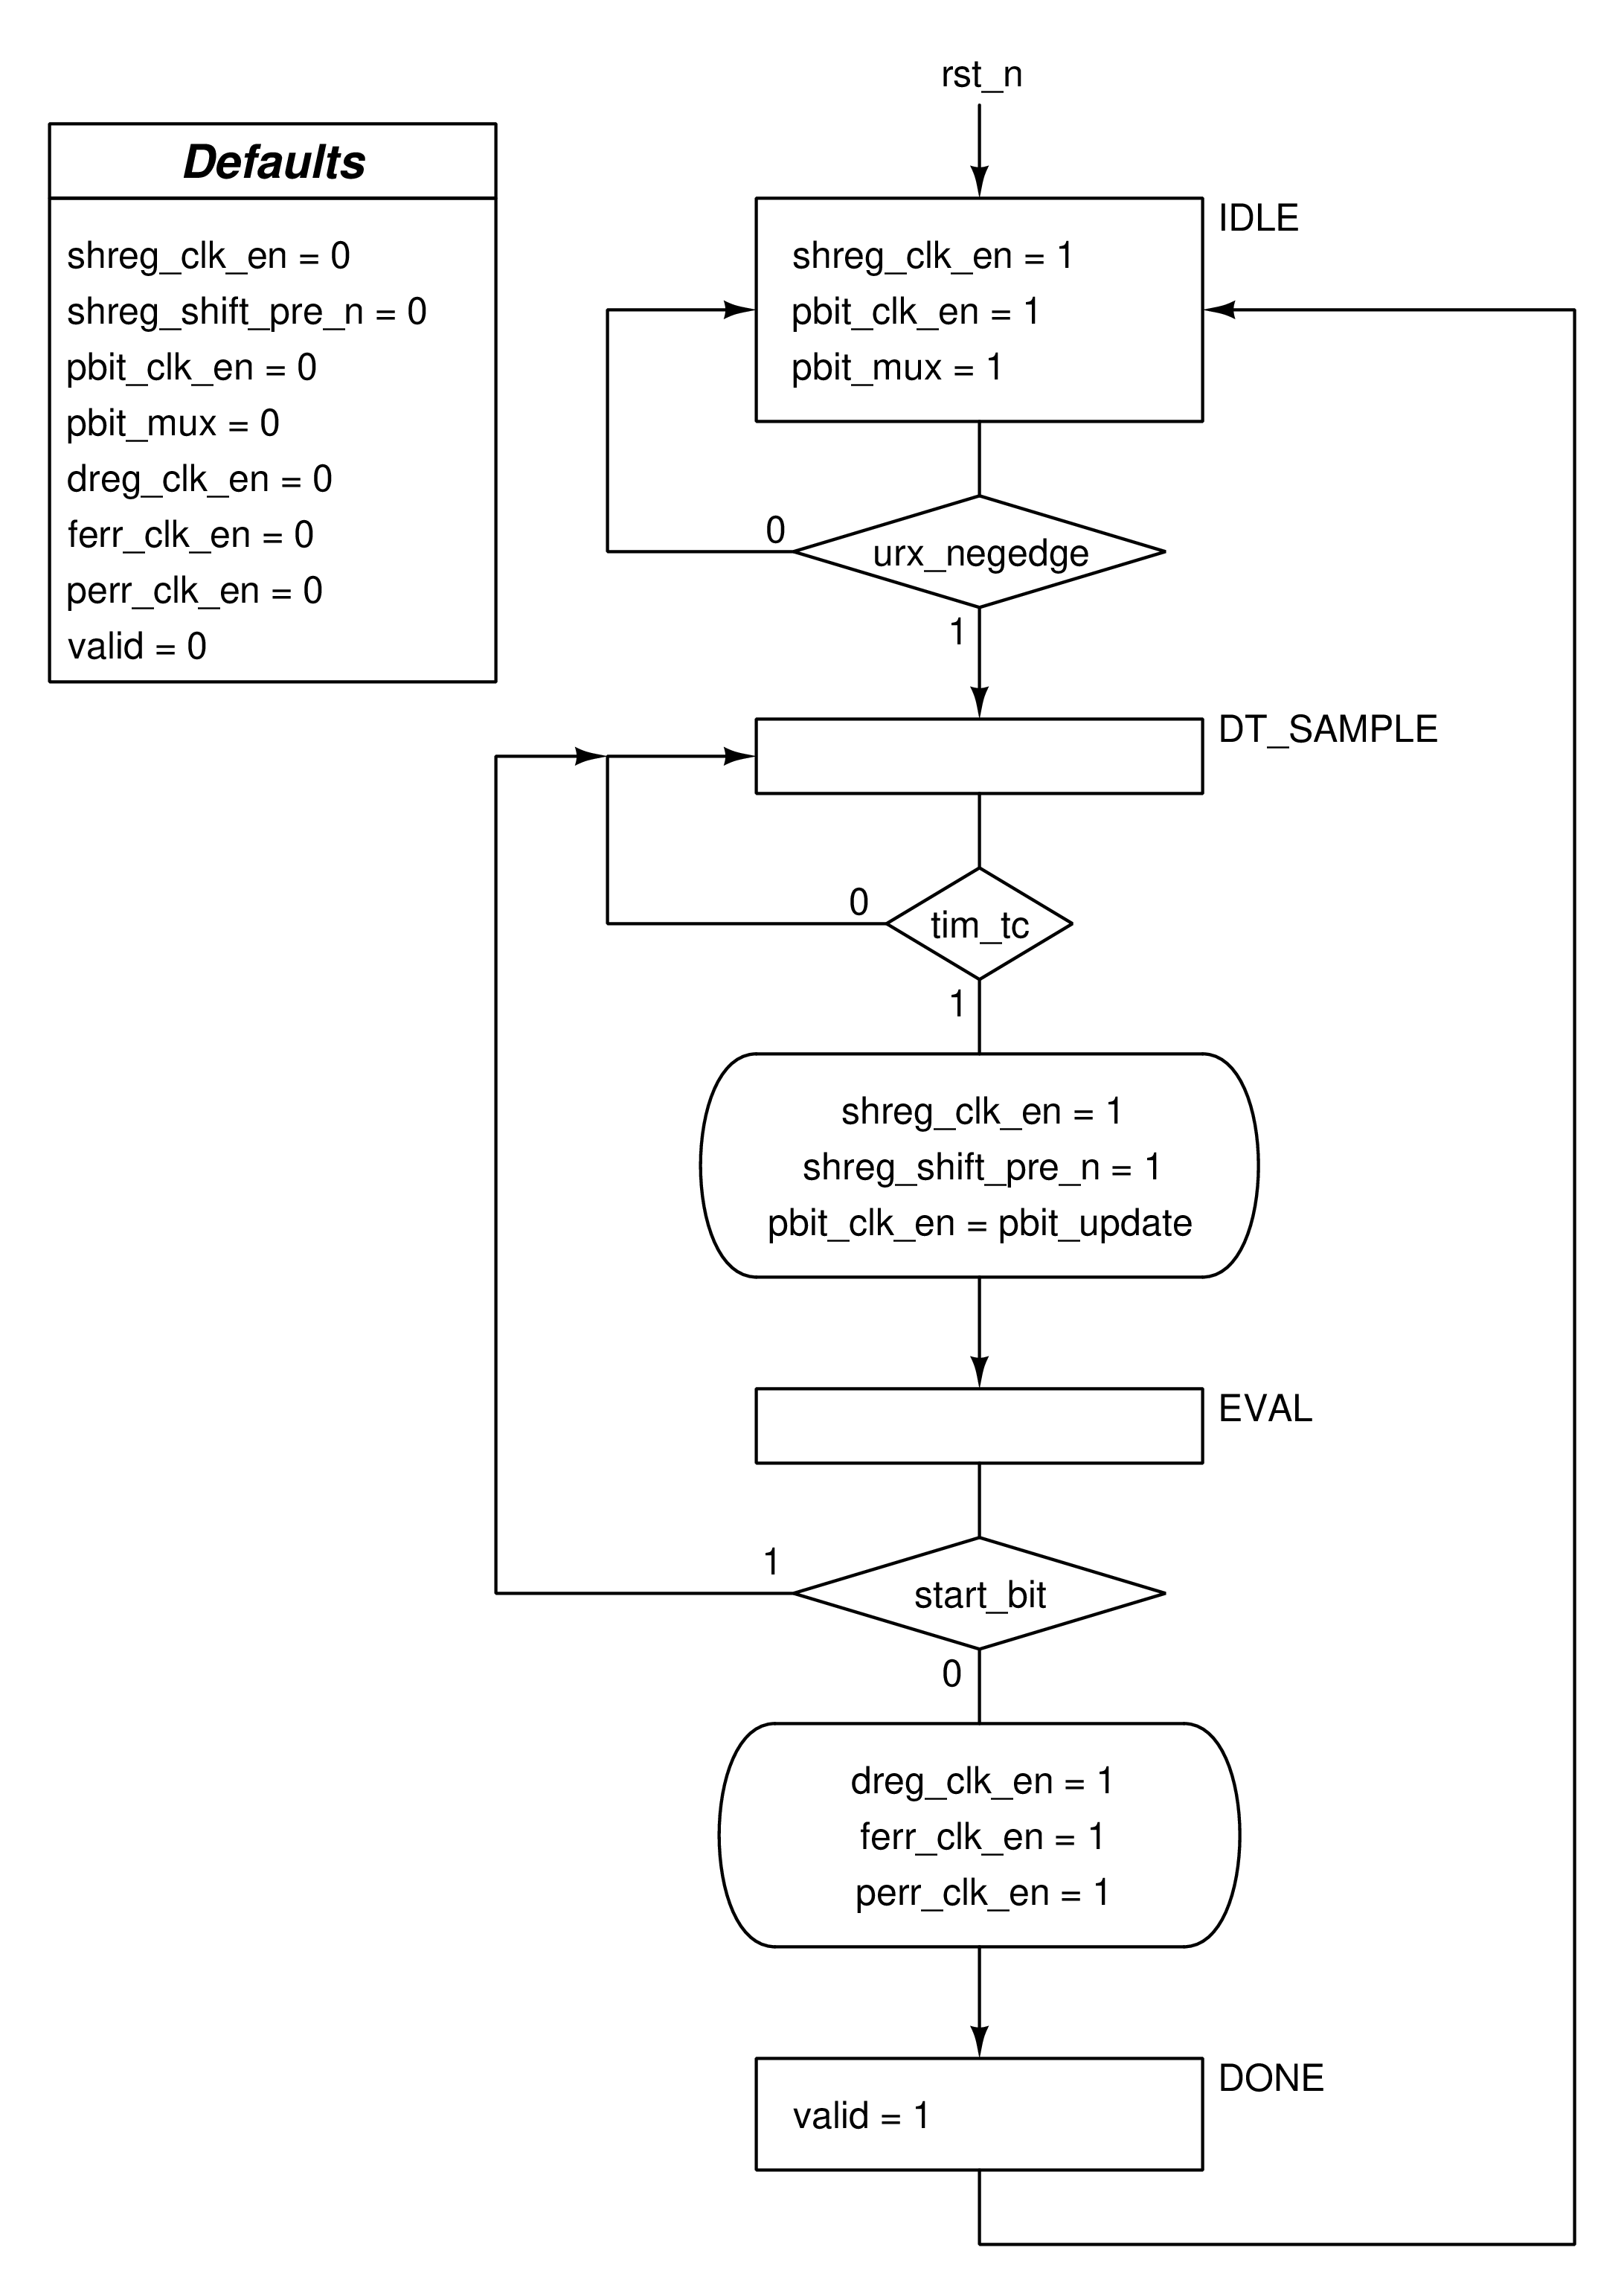 rst_n
Defaults
shreg_clk_en = 0
shreg_shift_pre_n = 0
pbit_clk_en = 0
pbit_mux = 0
dreg_clk_en = 0
ferr_clk_en = 0
perr_clk_en = 0
valid = 0
IDLE
shreg_clk_en = 1
pbit_clk_en = 1
pbit_mux = 1
0
urx_negedge
1
DT_SAMPLE
0
tim_tc
1
shreg_clk_en = 1
shreg_shift_pre_n = 1
pbit_clk_en = pbit_update
EVAL
1
start_bit
0
dreg_clk_en = 1
ferr_clk_en = 1
perr_clk_en = 1
DONE
valid = 1